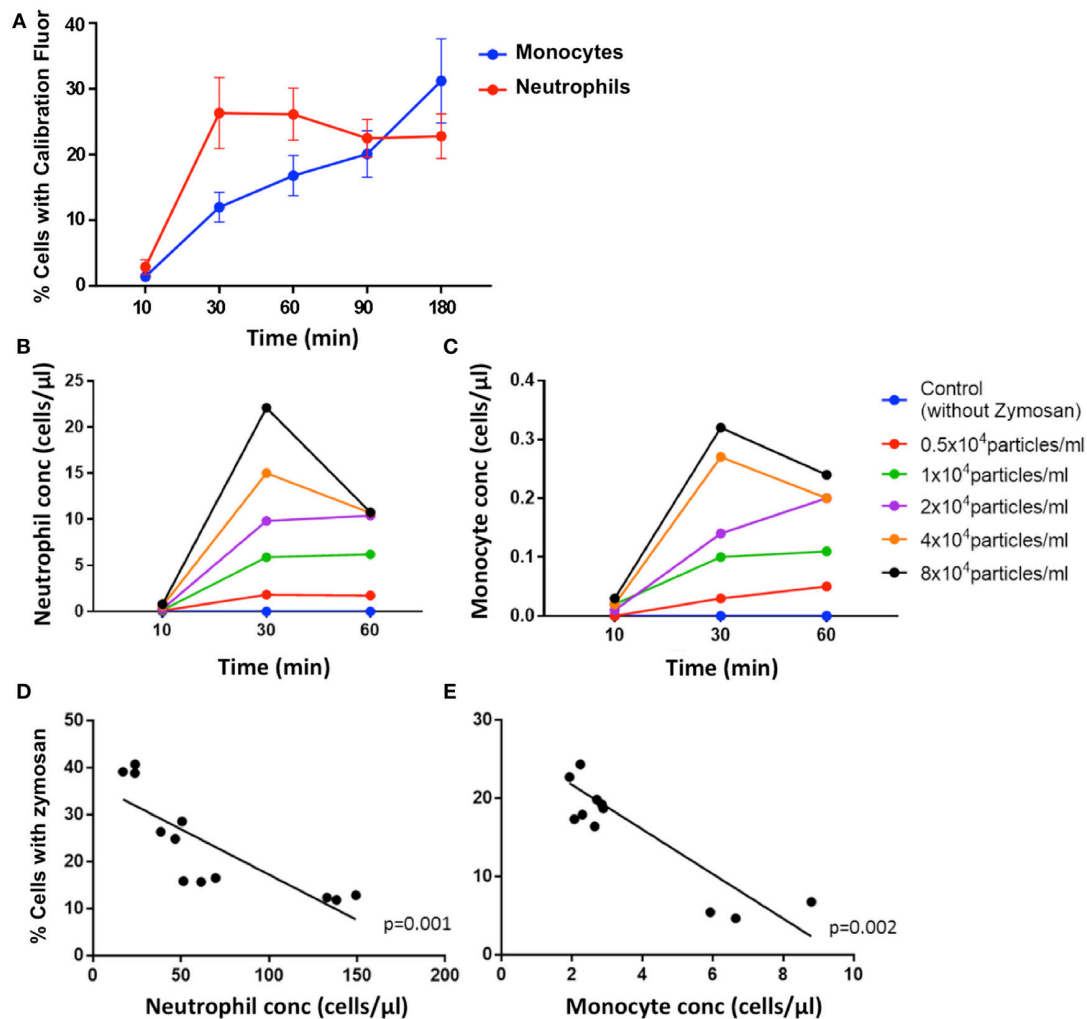 A
% Cells with Calibration Fluor
40
30
20
10
0
10 30 60 90 180
Time (min)
Monocytes
Neutrophils
B
Neutrophil conc (cells/µl)
25
20
15
10
5
0
10 30 60
Time (min)
C
Monocyte conc (cells/µl)
0.4
0.3
0.2
0.1
0.0
10 30 60
Time (min)
Control
(without Zymosan)
0.5x10⁴particles/ml
1x10⁴particles/ml
2x10⁴particles/ml
4x10⁴particles/ml
8x10⁴particles/ml
D
% Cells with zymosan
50
40
30
20
10
0
p=0.001
0 50 100 150 200
Neutrophil conc (cells/µl)
E
30
20
10
0
p=0.002
0 2 4 6 8 10
Monocyte conc (cells/µl)